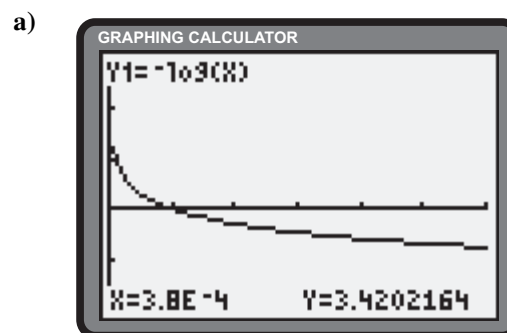 a)
GRAPHING CALCULATOR
Y1=⁻log(X)
X=3.8E⁻4 Y=3.4202164